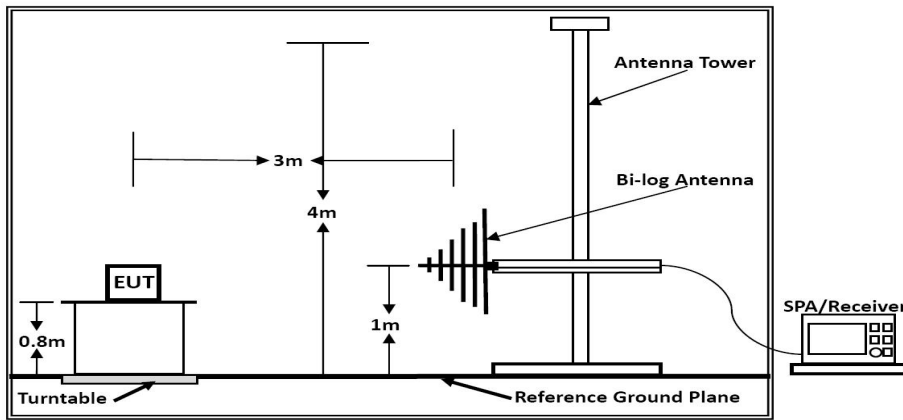 Antenna Tower
3m
Bi-log Antenna
4m
EUT
SPA/Receiver
0.8m
1m
Turntable
Reference Ground Plane